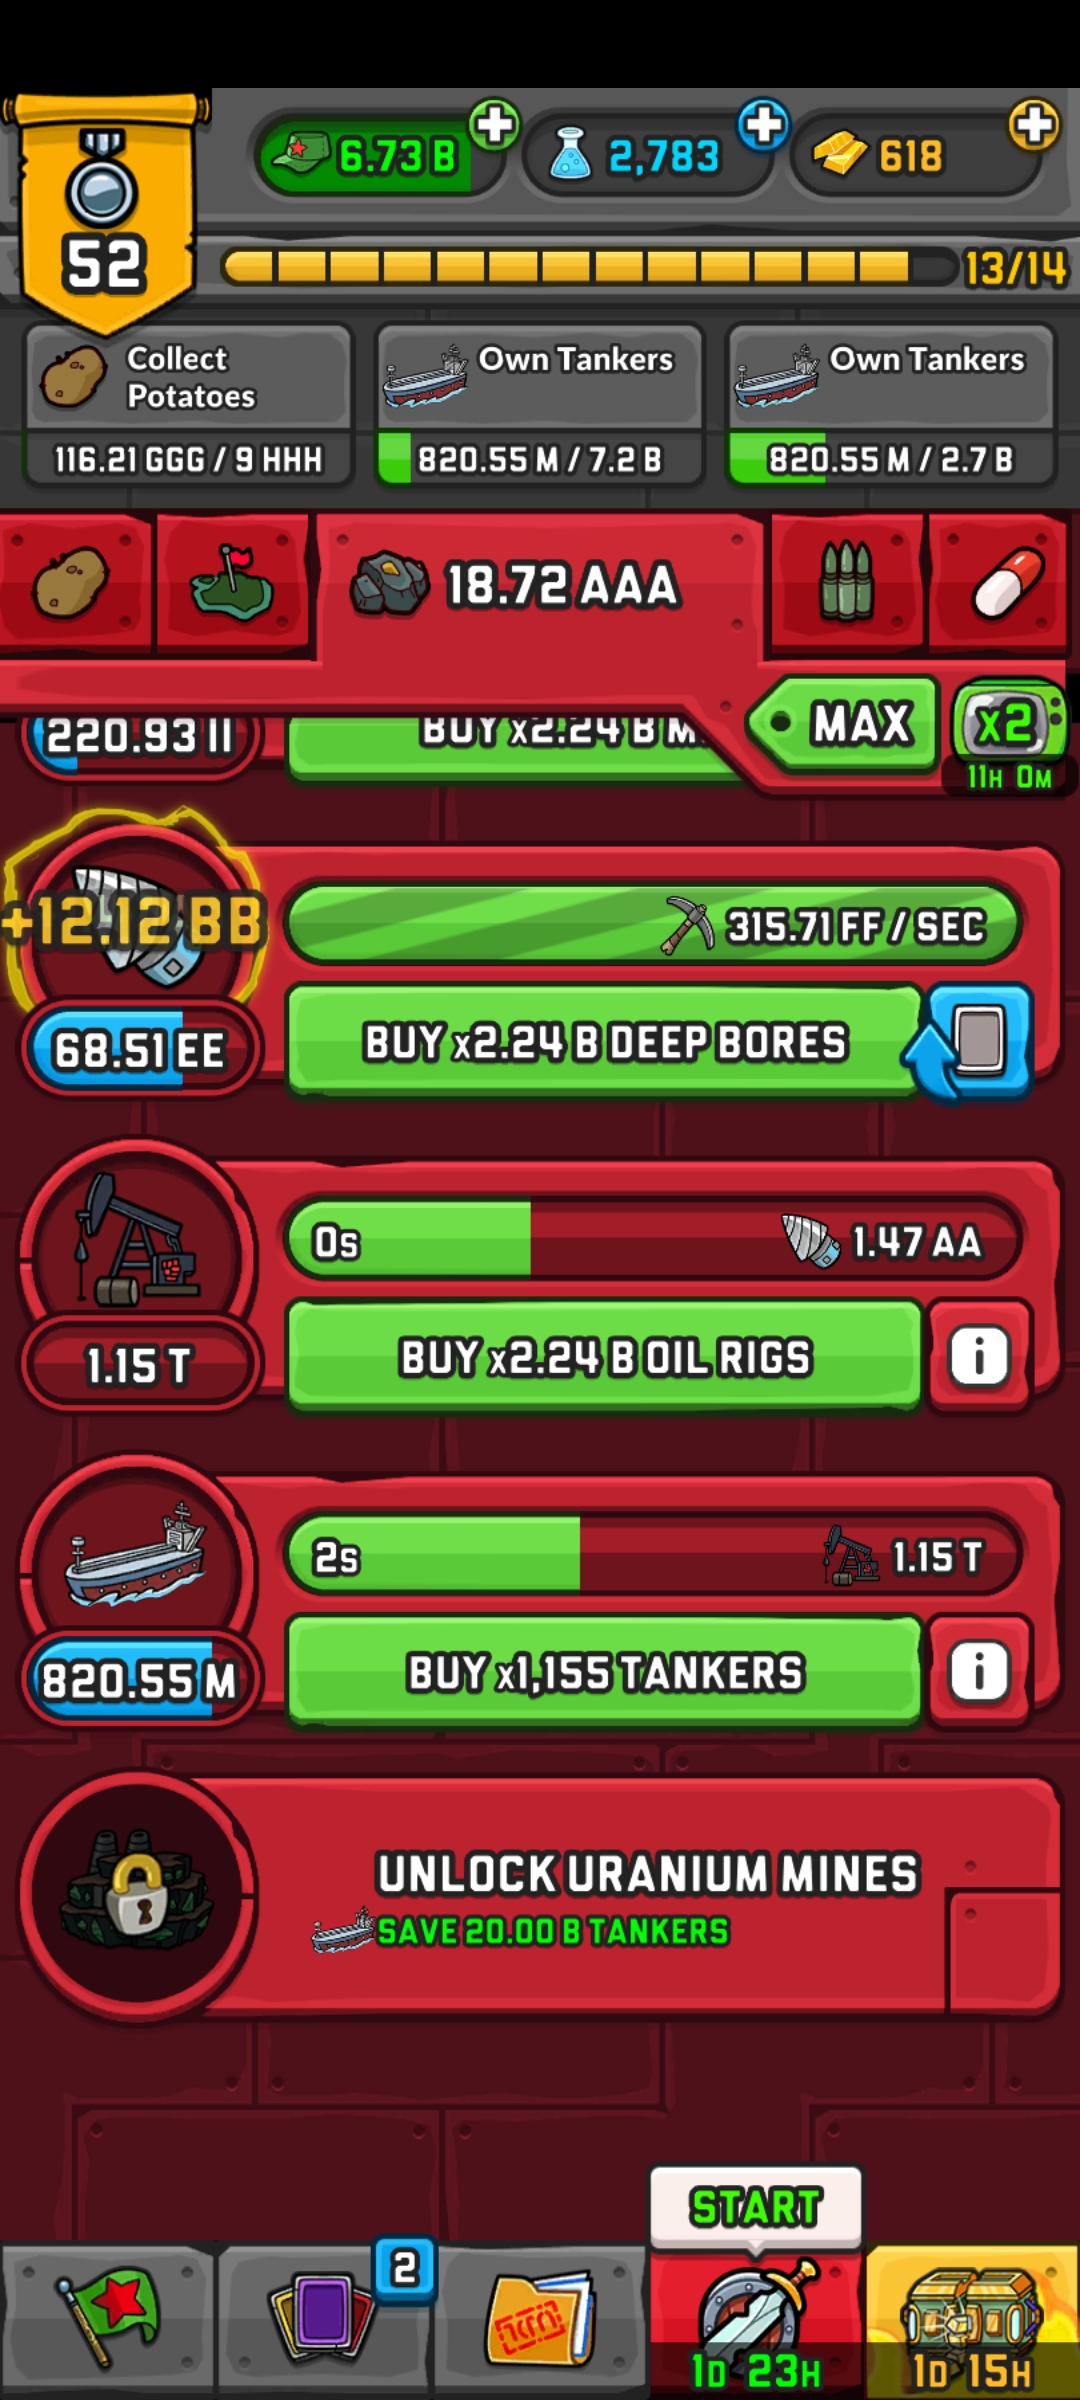 6.73 B
2,783
618
52
13/14
Collect
Potatoes
116.21 GGG / 9 HHH
Own Tankers
820.55 M / 7.2 B
Own Tankers
820.55 M / 2.7 B
18.72 AAA
MAX
x2
11H 0M
220.93 II
BUY x2.24 B M
+12.12 BB
315.71 FF / SEC
68.51 EE
BUY x2.24 B DEEP BORES
0s
1.47 AA
1.15 T
BUY x2.24 B OIL RIGS
i
2s
1.15 T
820.55 M
BUY x1,155 TANKERS
i
UNLOCK URANIUM MINES
SAVE 20.00 B TANKERS
START
2
1D 23H
1D 15H